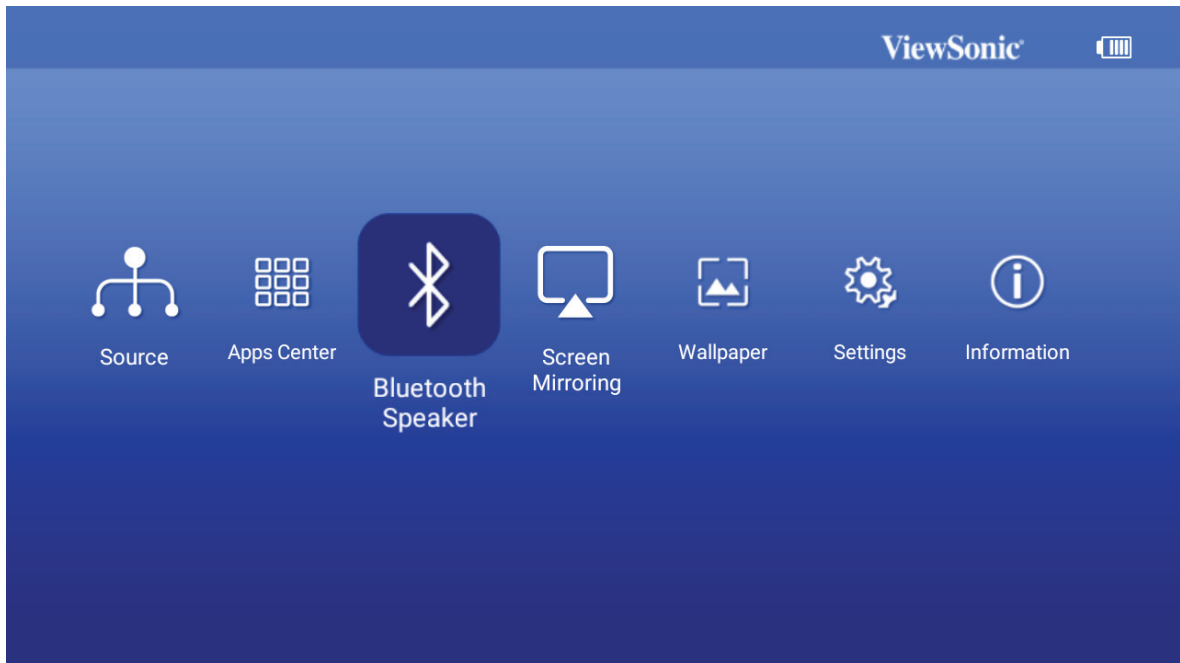 ViewSonic®
Source
Apps Center
Bluetooth
Speaker
Screen
Mirroring
Wallpaper
Settings
Information